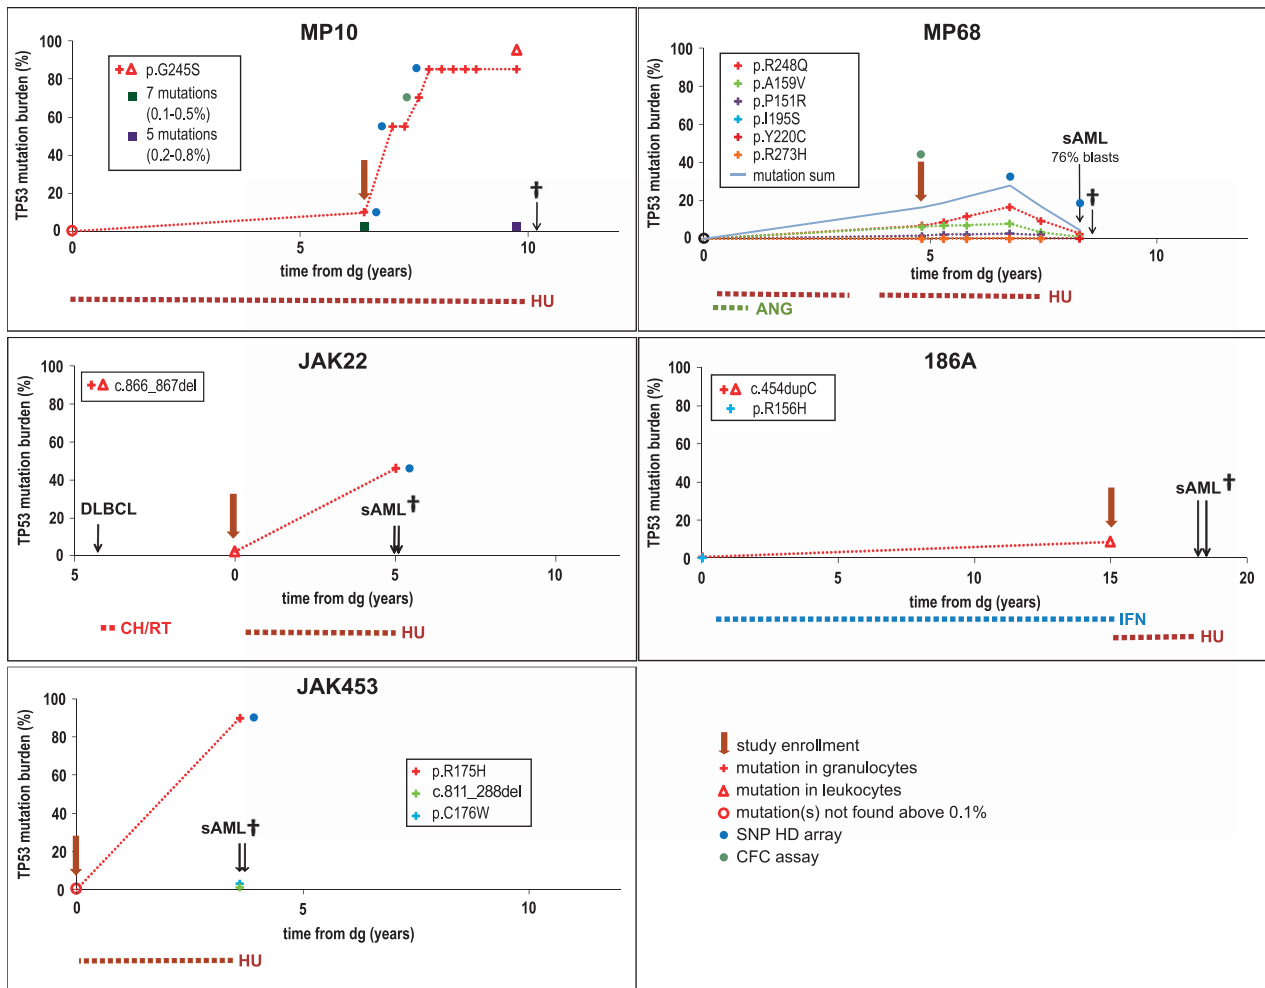 MP10
TP53 mutation burden (%)
100
80
60
40
20
0
p.G245S
7 mutations
(0.1-0.5%)
5 mutations
(0.2-0.8%)
†
0
5
10
time from dg (years)
HU
MP68
TP53 mutation burden (%)
100
80
60
40
20
0
p.R248Q
p.A159V
p.P151R
p.I195S
p.Y220C
p.R273H
mutation sum
sAML
76% blasts
†
0
5
10
time from dg (years)
HU
ANG
JAK22
TP53 mutation burden (%)
100
80
60
40
20
0
c.866_867del
DLBCL
sAML †
5
0
5
10
time from dg (years)
CH/RT
HU
186A
TP53 mutation burden (%)
100
80
60
40
20
0
c.454dupC
p.R156H
sAML †
0
5
10
15
20
time from dg (years)
IFN
HU
JAK453
TP53 mutation burden (%)
100
80
60
40
20
0
p.R175H
c.811_288del
p.C176W
sAML †
0
5
10
time from dg (years)
HU
study enrollment
mutation in granulocytes
mutation in leukocytes
mutation(s) not found above 0.1%
SNP HD array
CFC assay